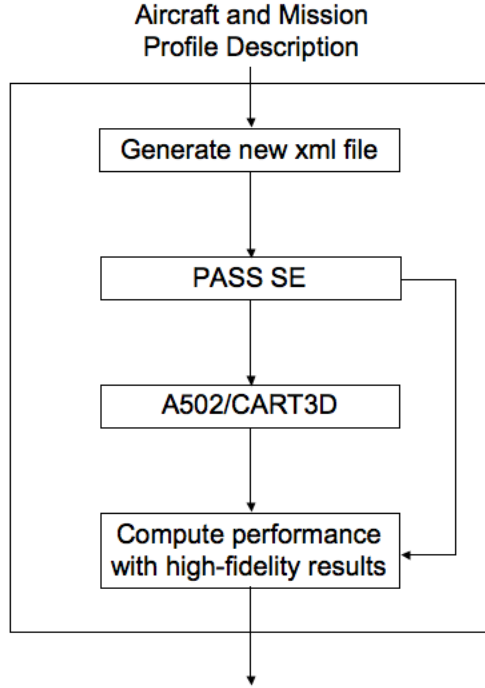 Aircraft and Mission
Profile Description
Generate new xml file
PASS SE
A502/CART3D
Compute performance
with high-fidelity results